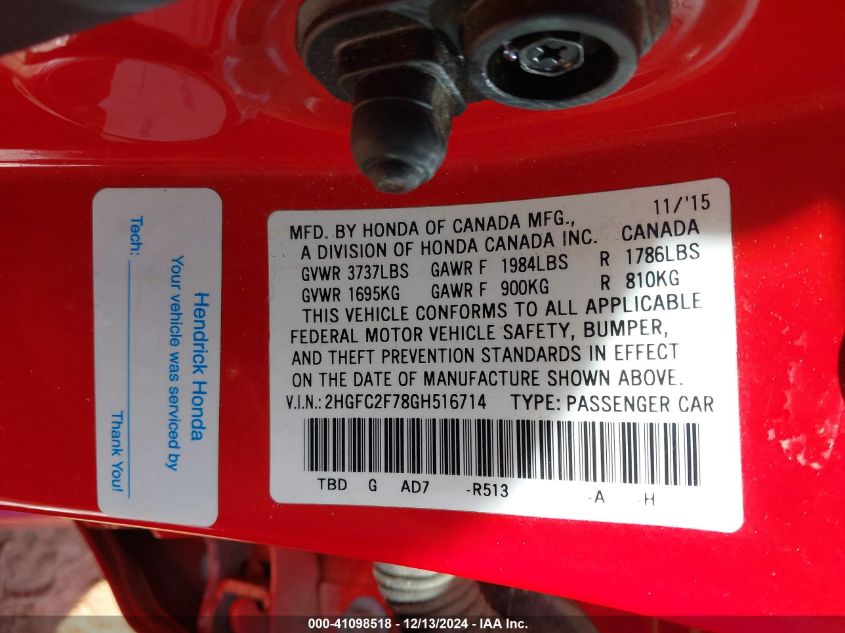 11/'15
MFD. BY HONDA OF CANADA MFG.,
A DIVISION OF HONDA CANADA INC. CANADA
GVWR 3737LBS GAWR F 1984LBS R 1786LBS
GVWR 1695KG GAWR F 900KG R 810KG
THIS VEHICLE CONFORMS TO ALL APPLICABLE
FEDERAL MOTOR VEHICLE SAFETY, BUMPER,
AND THEFT PREVENTION STANDARDS IN EFFECT
ON THE DATE OF MANUFACTURE SHOWN ABOVE.
V.I.N.: 2HGFC2F78GH516714 TYPE: PASSENGER CAR
TBD G AD7 -R513 -A H
Hendrick Honda
Your vehicle was serviced by
Tech: Thank You!
000-41098518 - 12/13/2024 - IAA Inc.